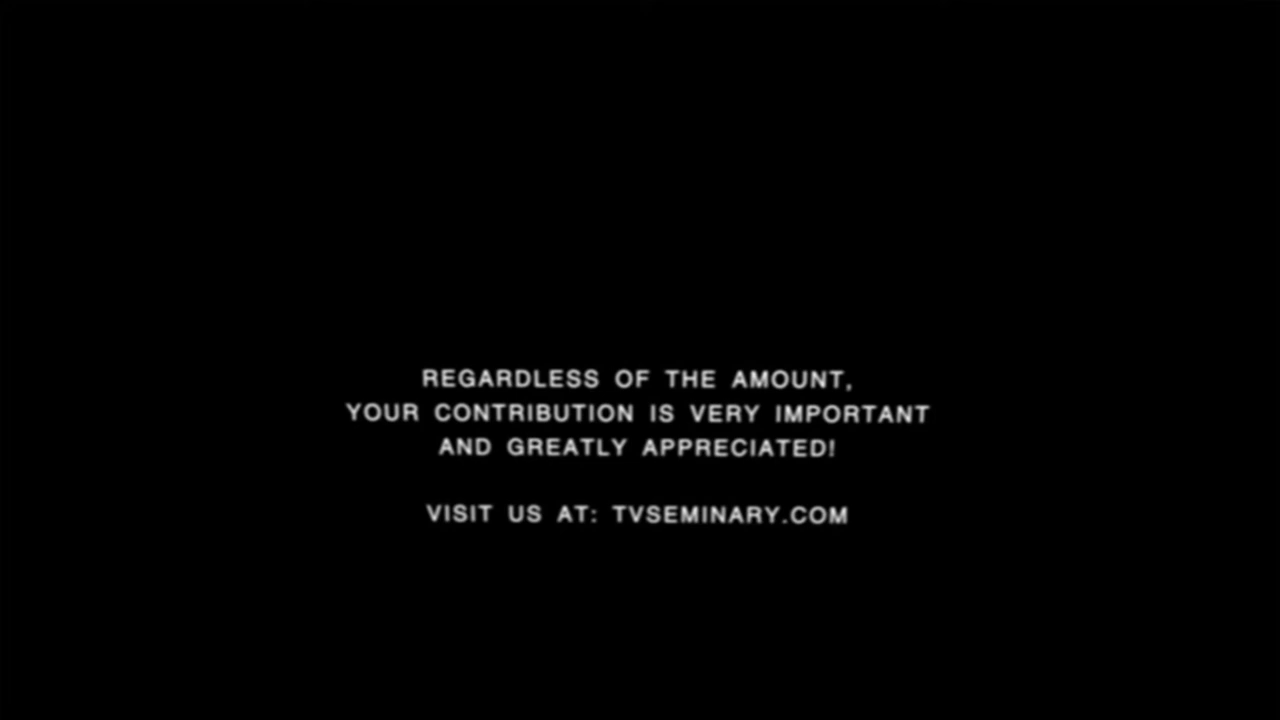 REGARDLESS OF THE AMOUNT,
YOUR CONTRIBUTION IS VERY IMPORTANT
AND GREATLY APPRECIATED!
VISIT US AT: TVSEMINARY.COM